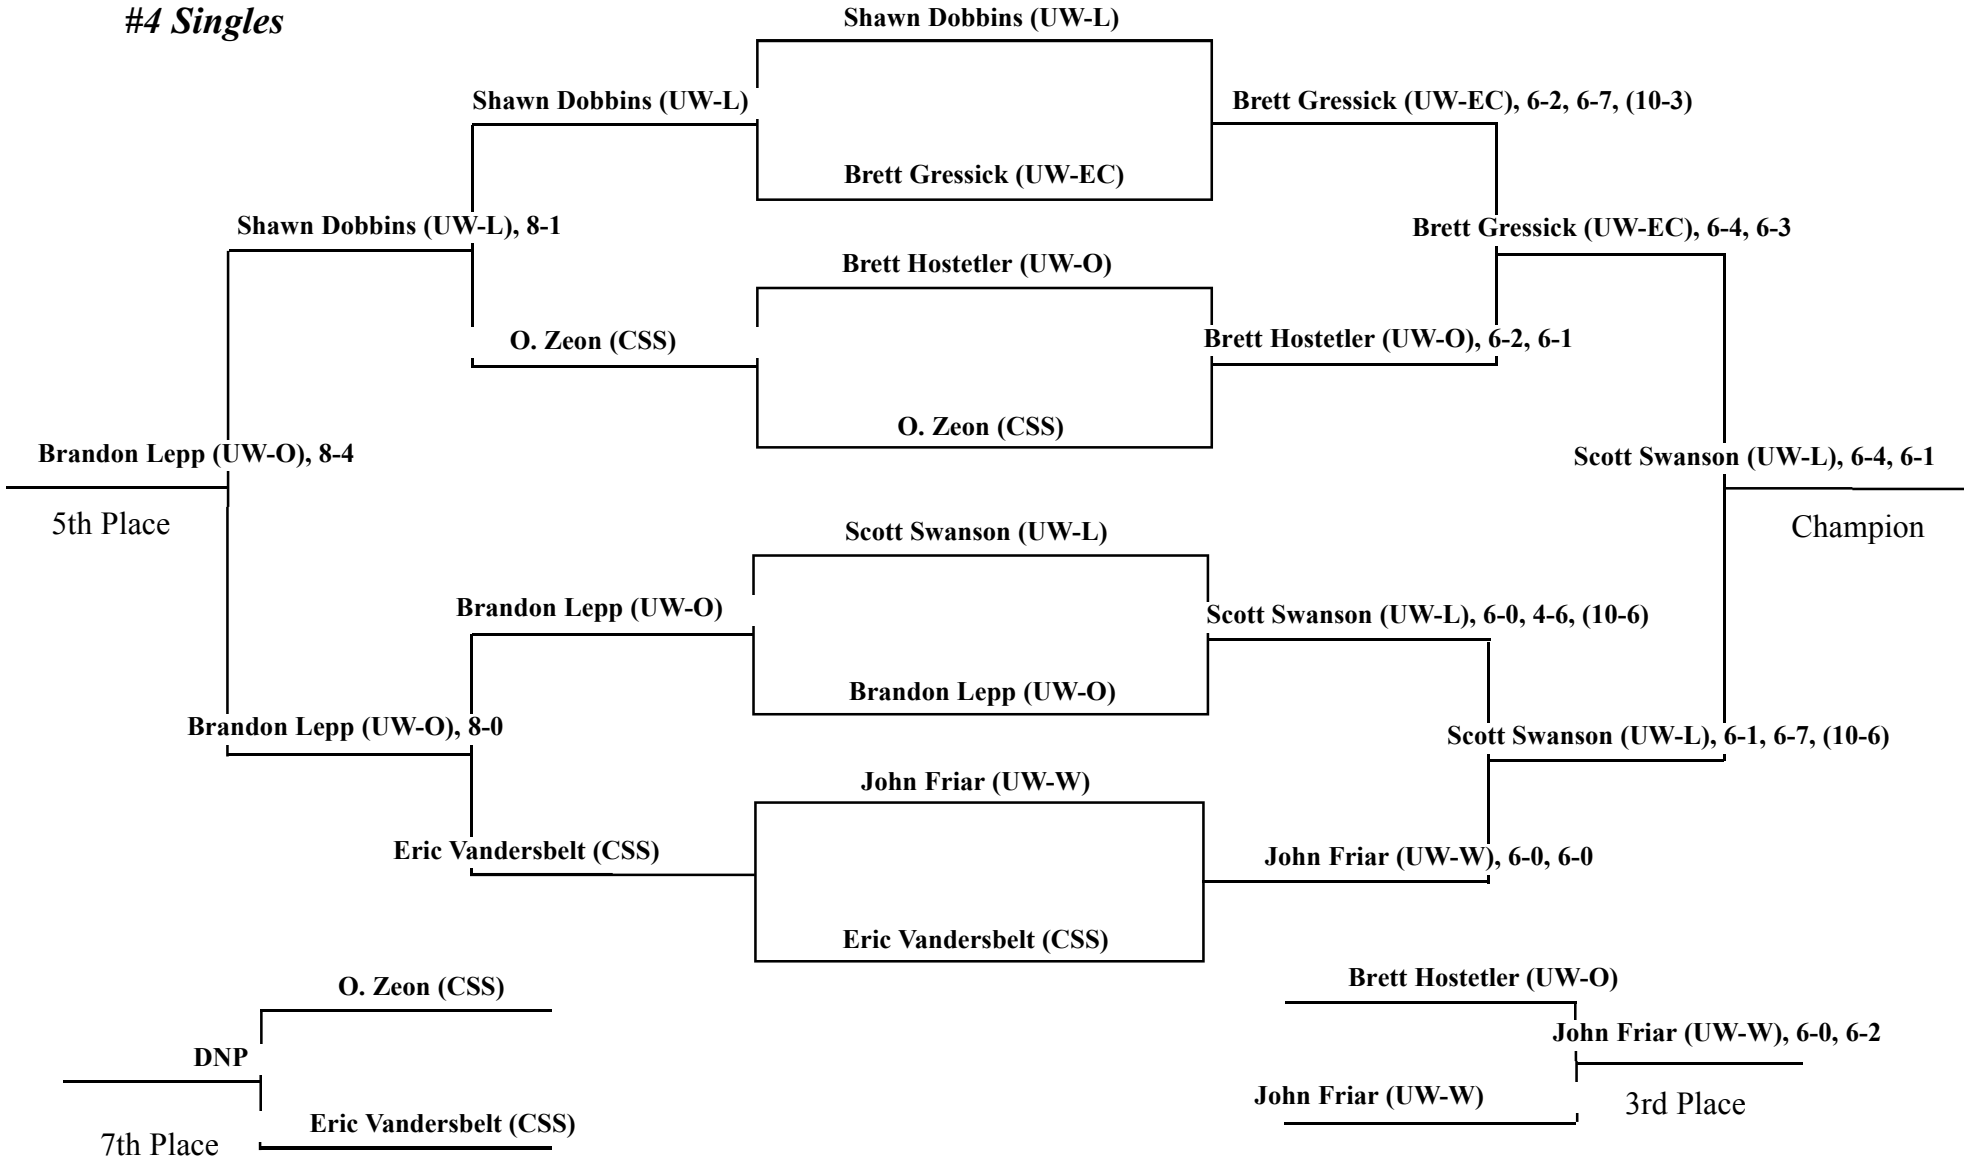 #4 Singles
Shawn Dobbins (UW-L)
Shawn Dobbins (UW-L)
Brett Gressick (UW-EC), 6-2, 6-7, (10-3)
Brett Gressick (UW-EC)
Shawn Dobbins (UW-L), 8-1
Brett Gressick (UW-EC), 6-4, 6-3
Brett Hostetler (UW-O)
O. Zeon (CSS)
Brett Hostetler (UW-O), 6-2, 6-1
O. Zeon (CSS)
Brandon Lepp (UW-O), 8-4
Scott Swanson (UW-L), 6-4, 6-1
5th Place
Champion
Scott Swanson (UW-L)
Brandon Lepp (UW-O)
Scott Swanson (UW-L), 6-0, 4-6, (10-6)
Brandon Lepp (UW-O)
Brandon Lepp (UW-O), 8-0
Scott Swanson (UW-L), 6-1, 6-7, (10-6)
John Friar (UW-W)
Eric Vandersbelt (CSS)
John Friar (UW-W), 6-0, 6-0
Eric Vandersbelt (CSS)
Brett Hostetler (UW-O)
O. Zeon (CSS)
John Friar (UW-W), 6-0, 6-2
DNP
John Friar (UW-W)
3rd Place
Eric Vandersbelt (CSS)
7th Place